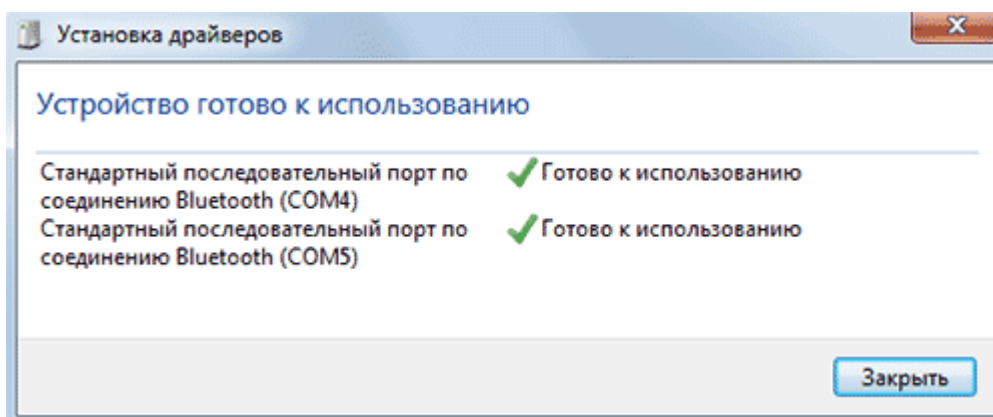 Установка драйверов
Устройство готово к использованию
Стандартный последовательный порт по Готово к использованию
соединению Bluetooth (COM4)
Стандартный последовательный порт по Готово к использованию
соединению Bluetooth (COM5)
Закрыть